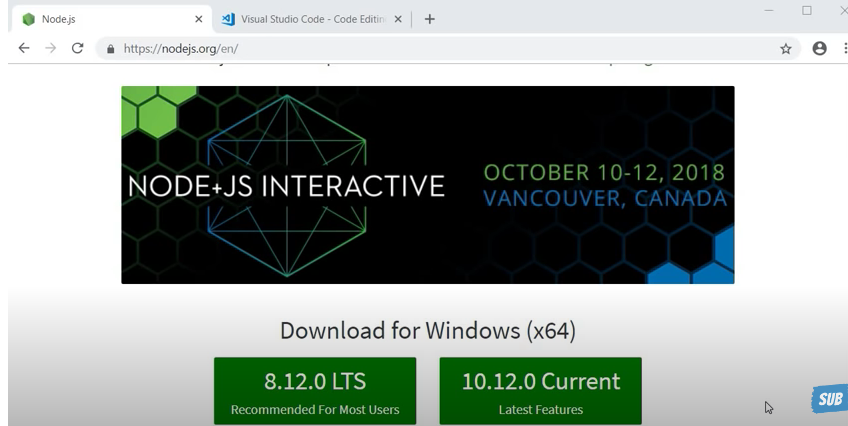 Node.js
Visual Studio Code - Code Editin
https://nodejs.org/en/
NODE+JS INTERACTIVE
OCTOBER 10-12, 2018
VANCOUVER, CANADA
Download for Windows (x64)
8.12.0 LTS
Recommended For Most Users
10.12.0 Current
Latest Features
SUB